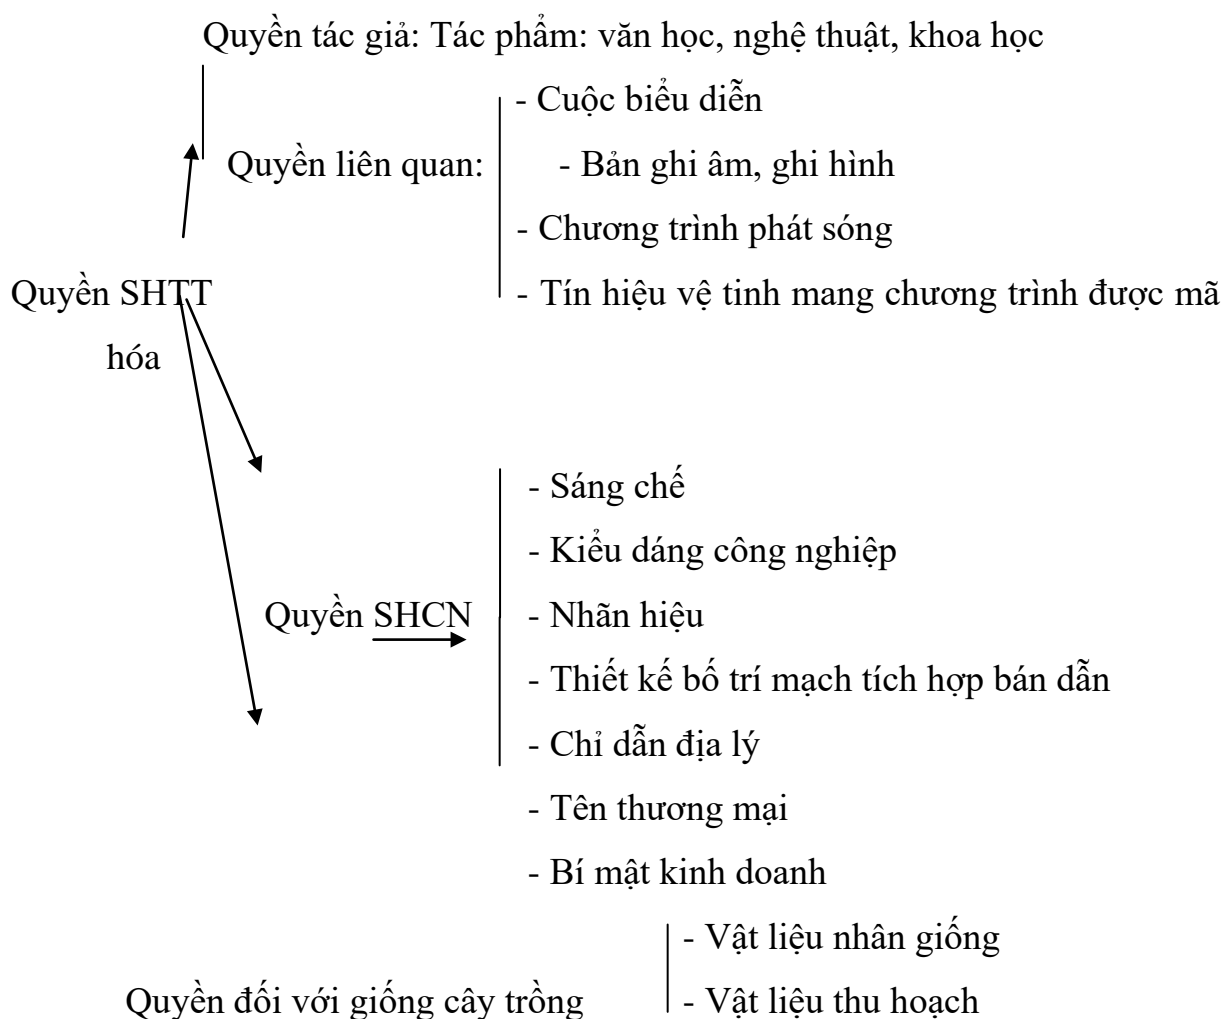 Quyền tác giả: Tác phẩm: văn học, nghệ thuật, khoa học
- Cuộc biểu diễn
Quyền liên quan: - Bản ghi âm, ghi hình
- Chương trình phát sóng
Quyền SHTT - Tín hiệu vệ tinh mang chương trình được mã
hóa
- Sáng chế
- Kiểu dáng công nghiệp
Quyền SHCN - Nhãn hiệu
- Thiết kế bố trí mạch tích hợp bán dẫn
- Chỉ dẫn địa lý
- Tên thương mại
- Bí mật kinh doanh
- Vật liệu nhân giống
Quyền đối với giống cây trồng - Vật liệu thu hoạch